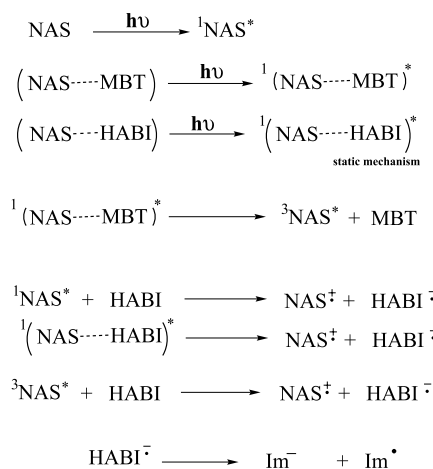 NAS hυ ¹NAS*
(NAS-----MBT) hυ ¹(NAS-----MBT)*
(NAS-----HABI) hυ ¹(NAS-----HABI)*
static mechanism
¹(NAS-----MBT)* ³NAS* + MBT
¹NAS* + HABI NAS⨥ + HABI∸
¹(NAS-----HABI)* NAS⨥ + HABI∸
³NAS* + HABI NAS⨥ + HABI∸
HABI∸ Im⁻ + Im•